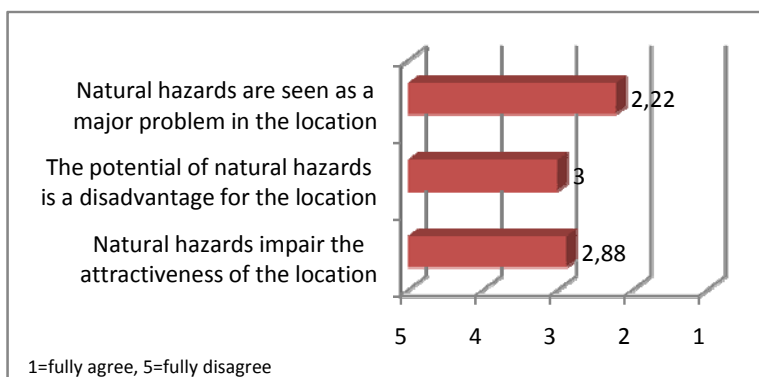 Natural hazards are seen as a
major problem in the location
2,22
The potential of natural hazards
is a disadvantage for the location
3
Natural hazards impair the
attractiveness of the location
2,88
5 4 3 2 1
1=fully agree, 5=fully disagree